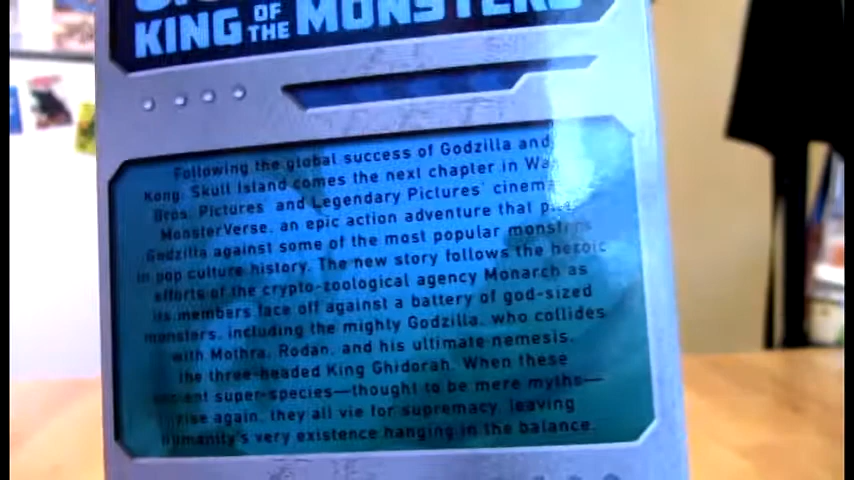 KING OF THE MONSTERS
Following the global success of Godzilla and
Kong: Skull Island comes the next chapter in
Bros. Pictures' and Legendary Pictures'
MonsterVerse, an epic action adventure that
Godzilla against some of the most popular monsters
in pop culture history. The new story follows the heroic
efforts of the crypto-zoological agency Monarch as
its members face off against a battery of god-sized
monsters, including the mighty Godzilla, who collides
with Mothra, Rodan, and his ultimate nemesis,
the three-headed King Ghidorah. When these
super-species—thought to be mere myths—
rise again, they all vie for supremacy, leaving
humanity's very existence hanging in the balance.